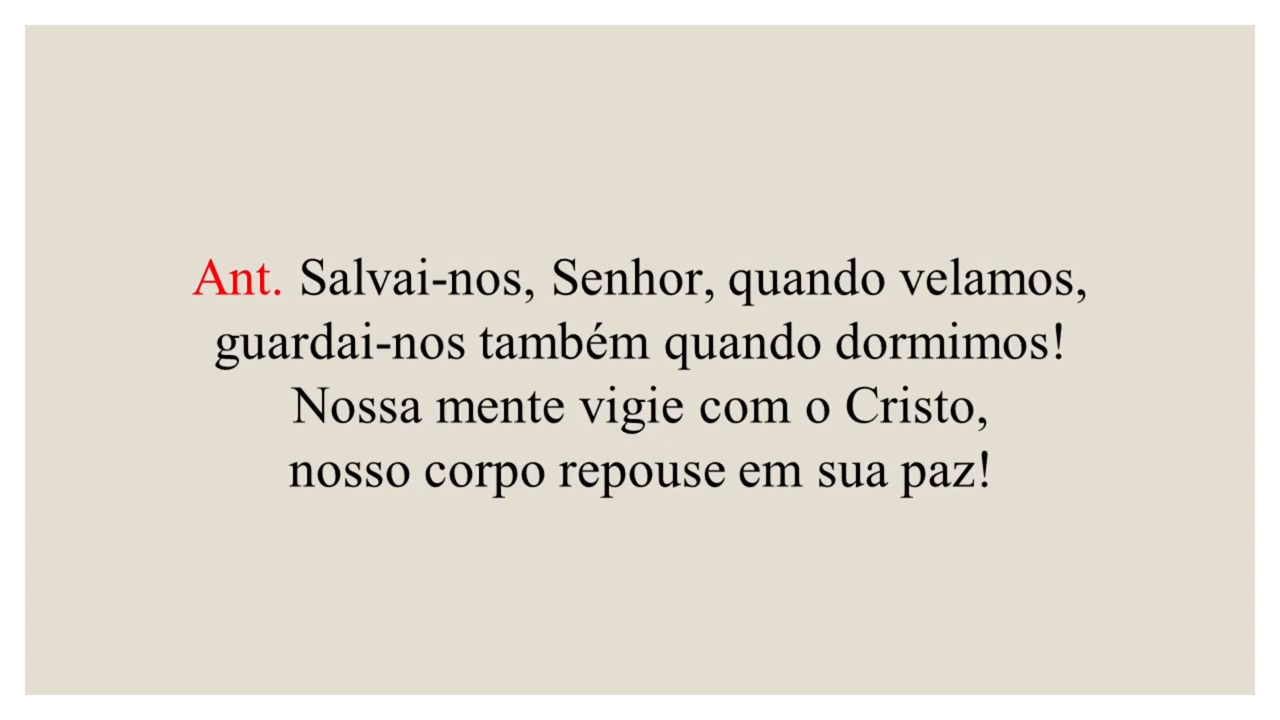 Ant. Salvai-nos, Senhor, quando velamos,
guardai-nos também quando dormimos!
Nossa mente vigie com o Cristo,
nosso corpo repouse em sua paz!